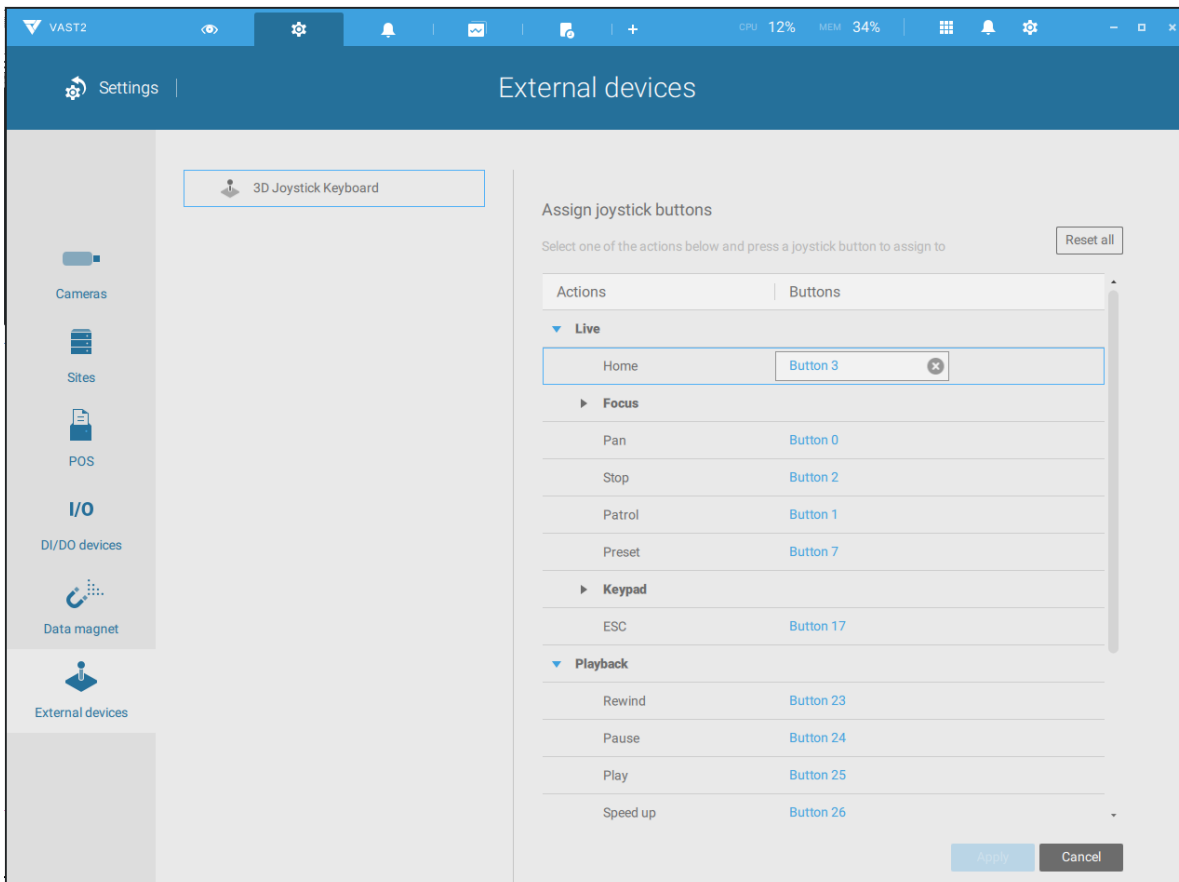 VAST2
CPU 12% MEM 34%
Settings
External devices
3D Joystick Keyboard
Cameras
Sites
POS
I/O
DI/DO devices
Data magnet
External devices
Assign joystick buttons
Select one of the actions below and press a joystick button to assign to
Reset all
Actions Buttons
Live
Home Button 3
Focus
Pan Button 0
Stop Button 2
Patrol Button 1
Preset Button 7
Keypad
ESC Button 17
Playback
Rewind Button 23
Pause Button 24
Play Button 25
Speed up Button 26
Apply Cancel